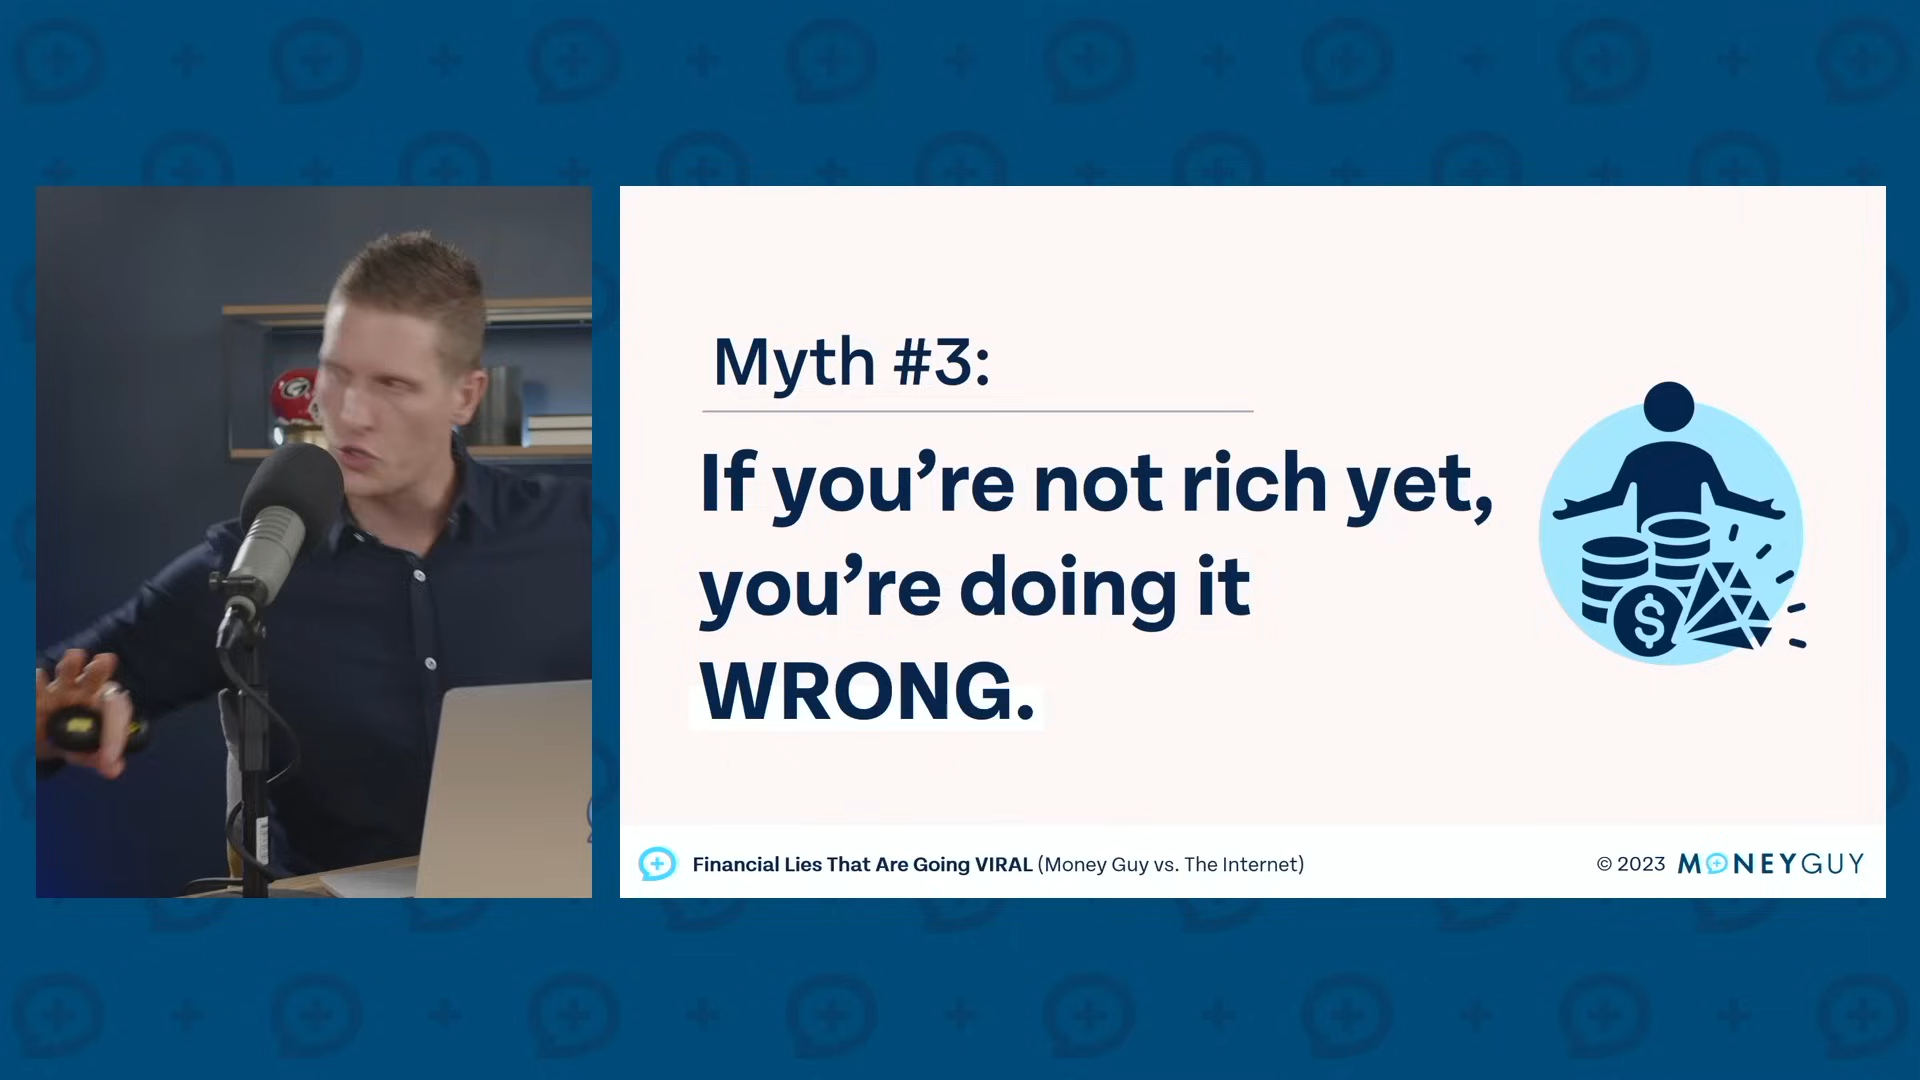 Myth #3:
If you’re not rich yet,
you’re doing it
WRONG.
$
Financial Lies That Are Going VIRAL (Money Guy vs. The Internet)
© 2023 MONEYGUY
G